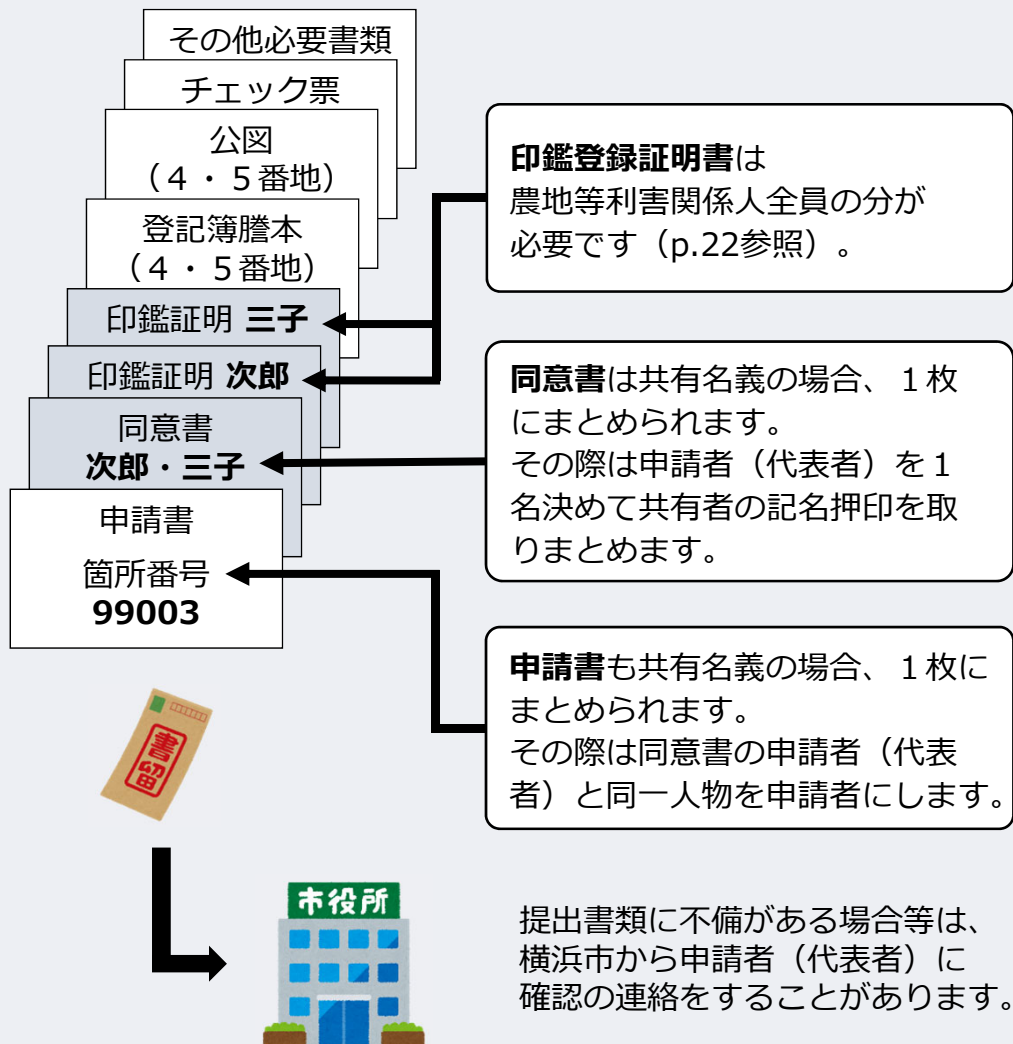 その他必要書類
チェック票
公図
（４・５番地）
登記簿謄本
（４・５番地）
印鑑証明 三子
印鑑証明 次郎
同意書
次郎・三子
申請書
箇所番号
99003
印鑑登録証明書は
農地等利害関係人全員の分が
必要です（p.22参照）。
同意書は共有名義の場合、１枚
にまとめられます。
その際は申請者（代表者）を１
名決めて共有者の記名押印を取
りまとめます。
申請書も共有名義の場合、１枚に
まとめられます。
その際は同意書の申請者（代表
者）と同一人物を申請者にします。
書留
市役所
提出書類に不備がある場合等は、
横浜市から申請者（代表者）に
確認の連絡をすることがあります。